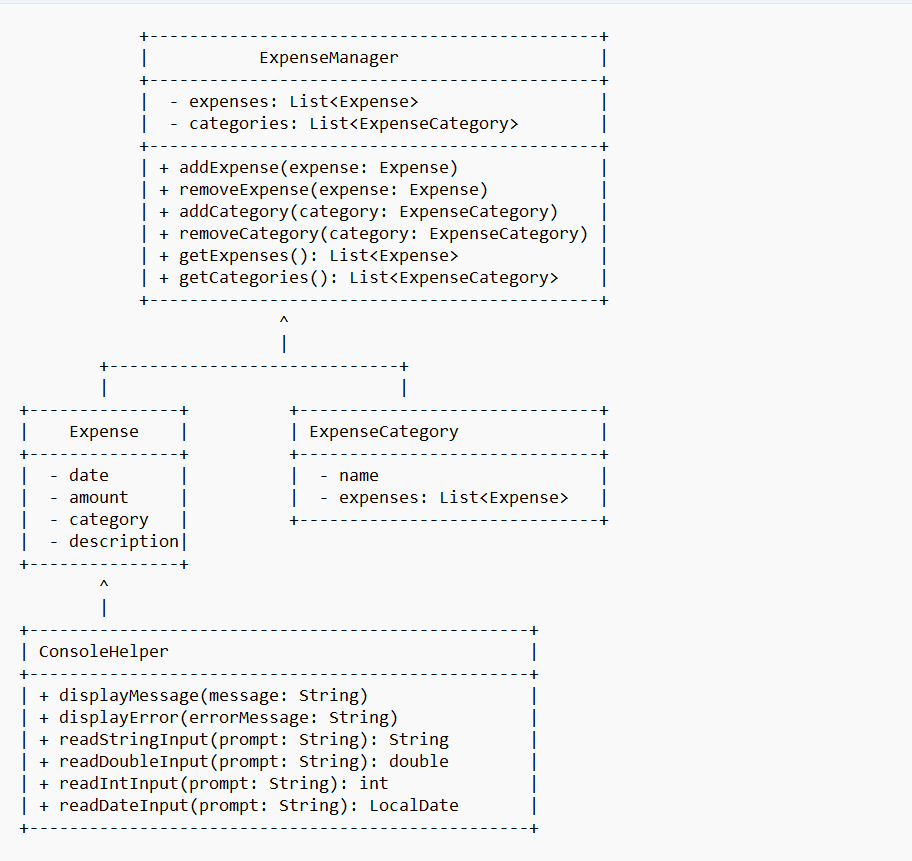 +---------------------------------------------+
|           ExpenseManager                    |
+---------------------------------------------+
|  - expenses: List<Expense>                  |
|  - categories: List<ExpenseCategory>        |
+---------------------------------------------+
| + addExpense(expense: Expense)              |
| + removeExpense(expense: Expense)           |
| + addCategory(category: ExpenseCategory)    |
| + removeCategory(category: ExpenseCategory) |
| + getExpenses(): List<Expense>              |
| + getCategories(): List<ExpenseCategory>    |
+---------------------------------------------+
^
|
+-----------------------------+
|                             |
+---------------+          +------------------------------+
|    Expense    |          | ExpenseCategory              |
+---------------+          +------------------------------+
|  - date       |          |  - name                      |
|  - amount     |          |  - expenses: List<Expense>   |
|  - category   |          +------------------------------+
|  - description|
+---------------+
^
|
+--------------------------------------------------+
| ConsoleHelper                                    |
+--------------------------------------------------+
| + displayMessage(message: String)                |
| + displayError(errorMessage: String)             |
| + readStringInput(prompt: String): String        |
| + readDoubleInput(prompt: String): double        |
| + readIntInput(prompt: String): int              |
| + readDateInput(prompt: String): LocalDate       |
+--------------------------------------------------+